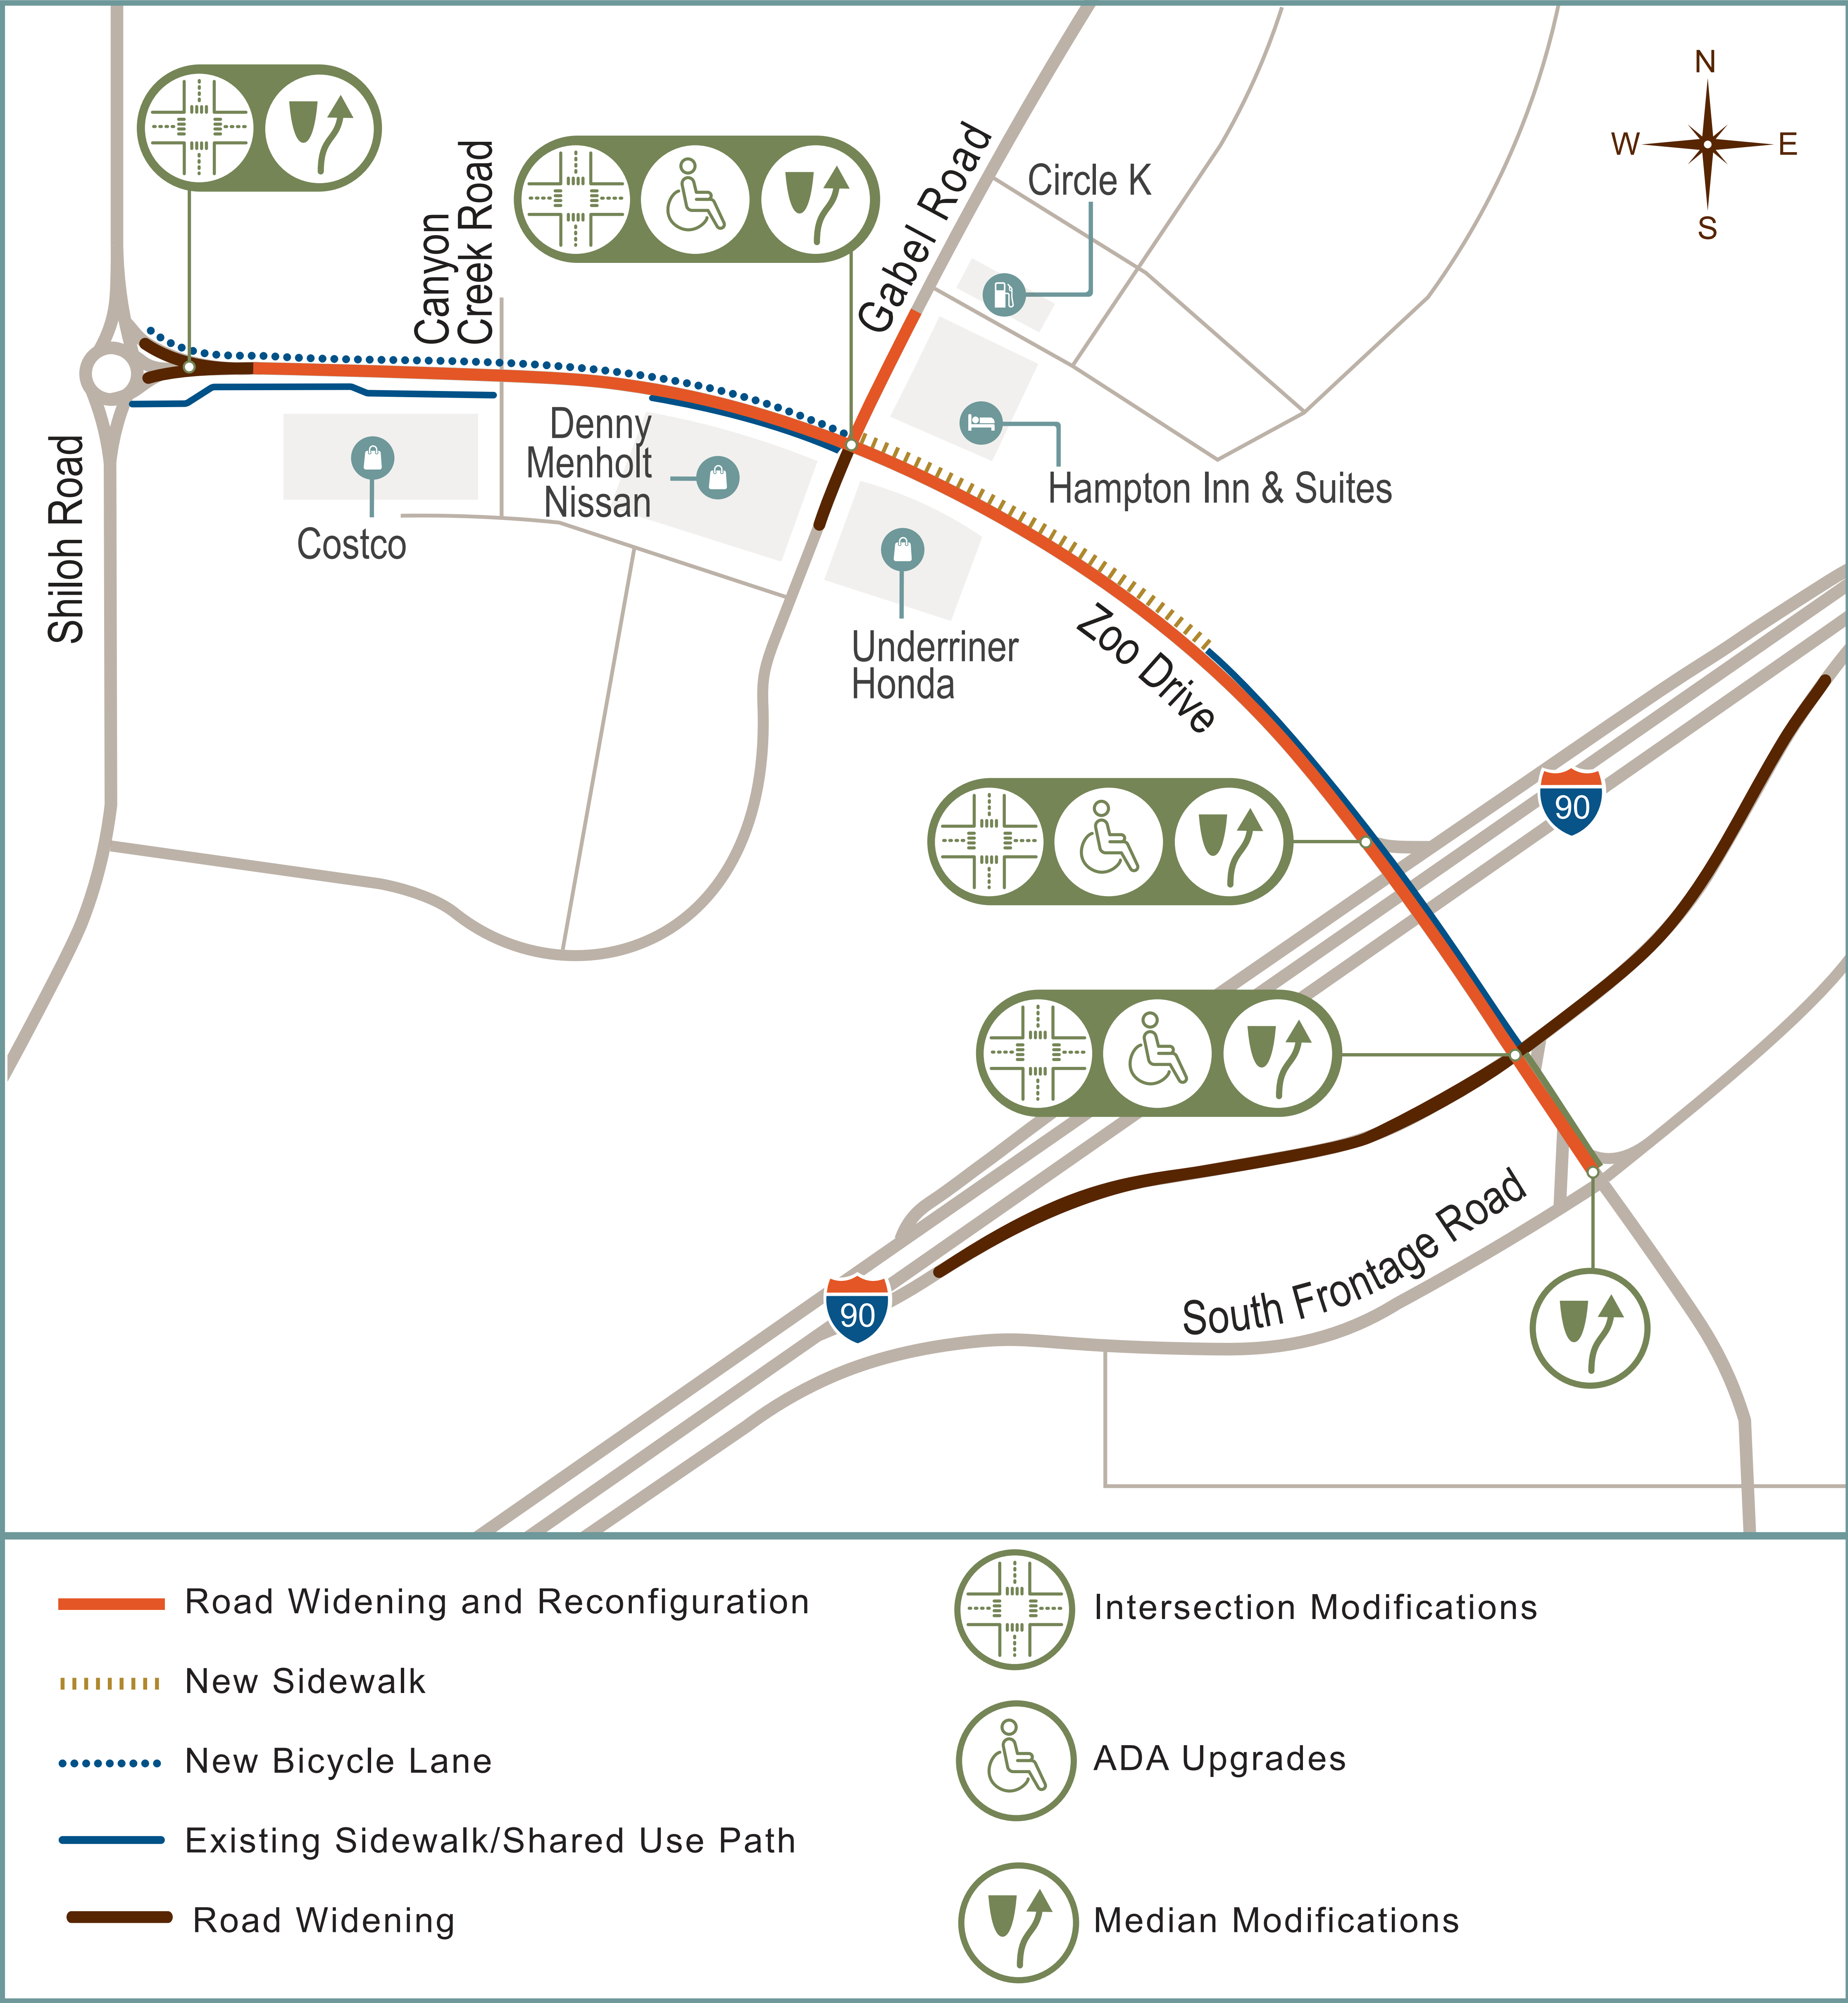 N
W
E
S
Canyon
Creek Road
Gabel Road
Circle K
Shiloh Road
Denny
Menholt
Nissan
Hampton Inn & Suites
Costco
Underriner
Honda
Zoo Drive
90
90
South Frontage Road
Road Widening and Reconfiguration
New Sidewalk
New Bicycle Lane
Existing Sidewalk/Shared Use Path
Road Widening
Intersection Modifications
ADA Upgrades
Median Modifications